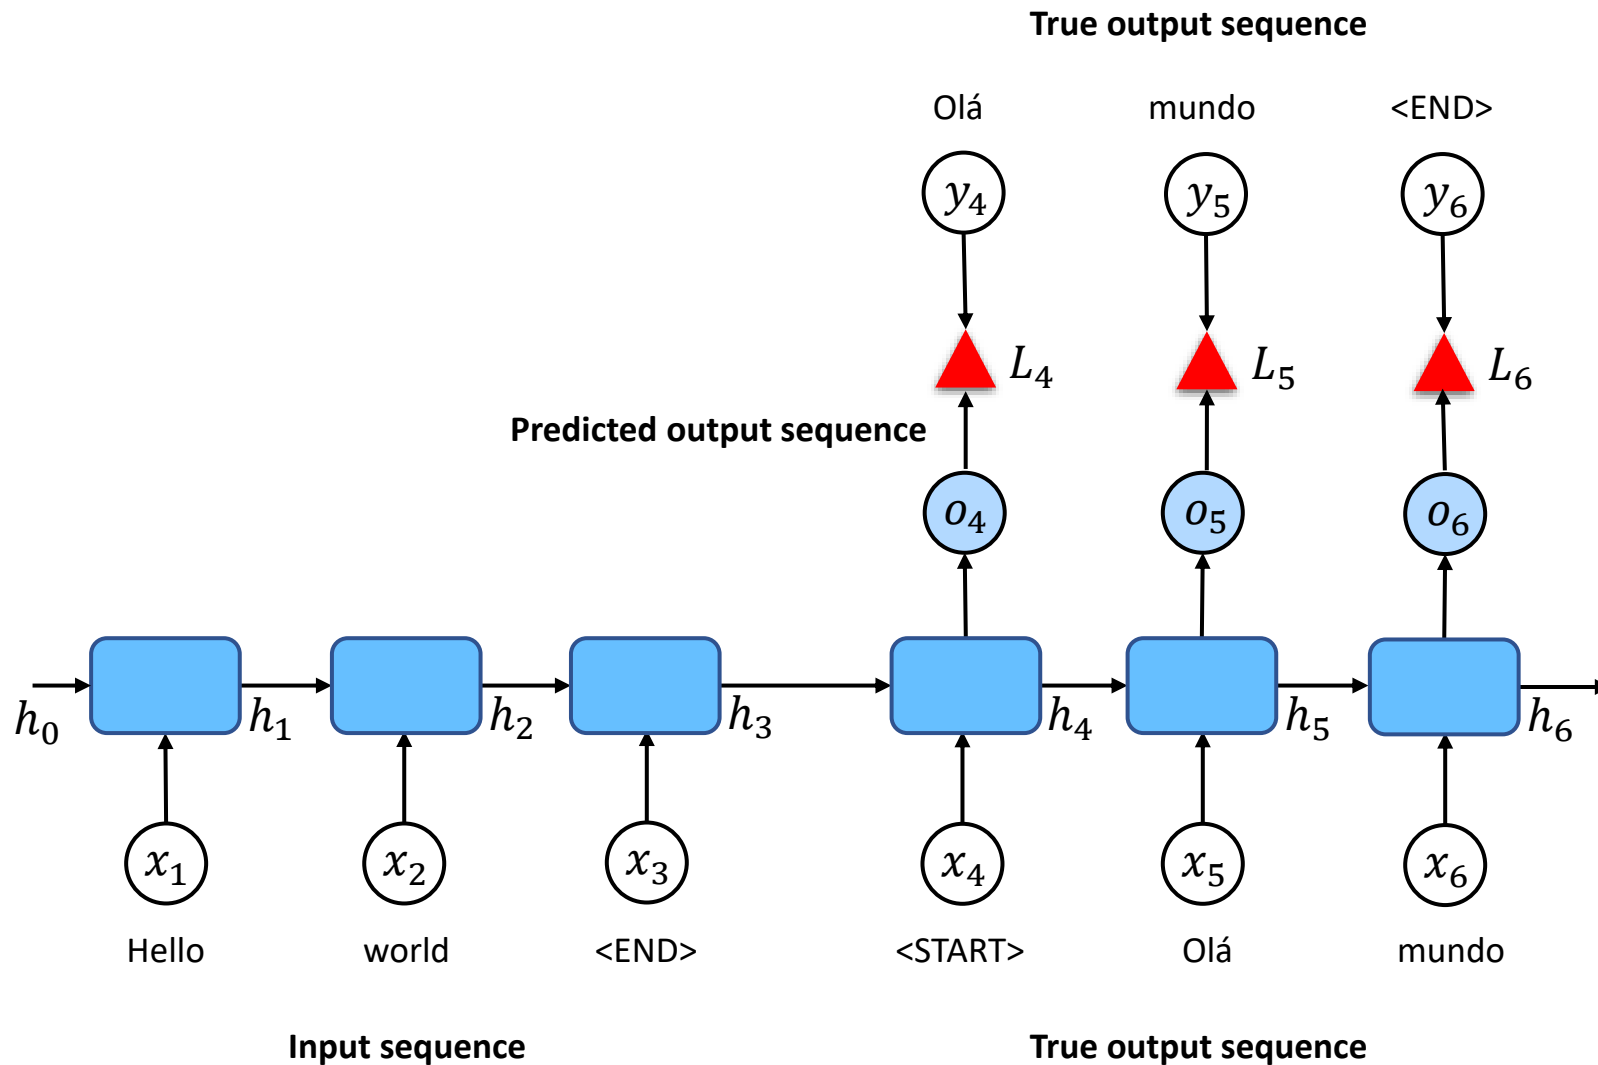 True output sequence
Olá mundo <END>
y₄ y₅ y₆
L₄ L₅ L₆
Predicted output sequence
o₄ o₅ o₆
h₀ h₁ h₂ h₃ h₄ h₅ h₆
x₁ x₂ x₃ x₄ x₅ x₆
Hello world <END> <START> Olá mundo
Input sequence True output sequence